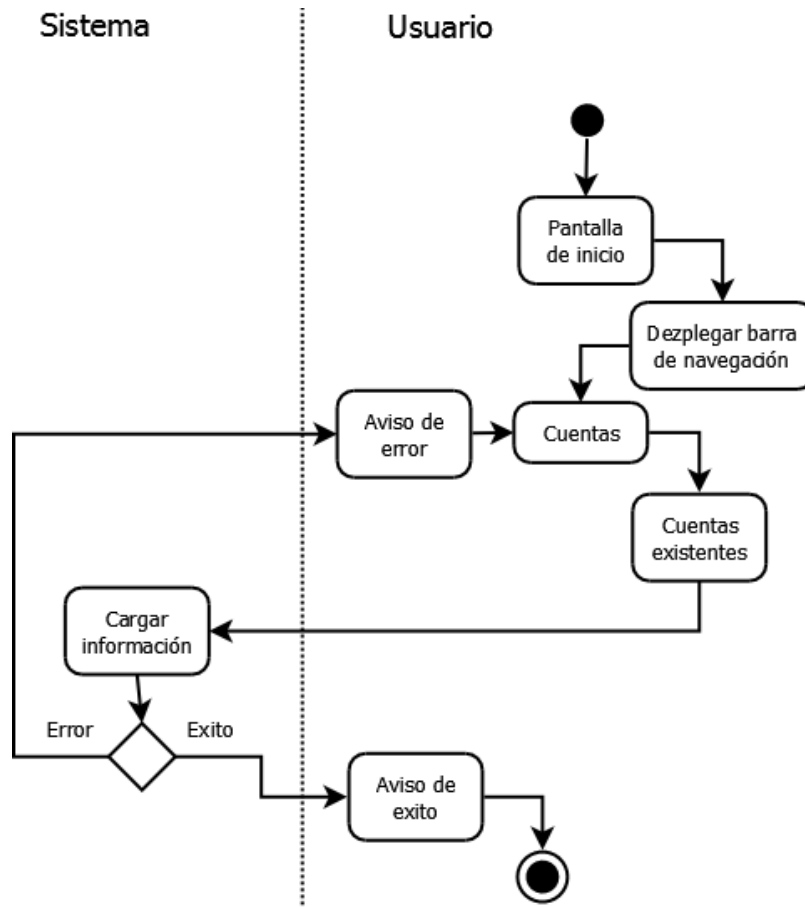 Sistema
Usuario
Pantalla
de inicio
Dezplegar barra
de navegación
Aviso de
error
Cuentas
Cuentas
existentes
Cargar
información
Error
Exito
Aviso de
exito